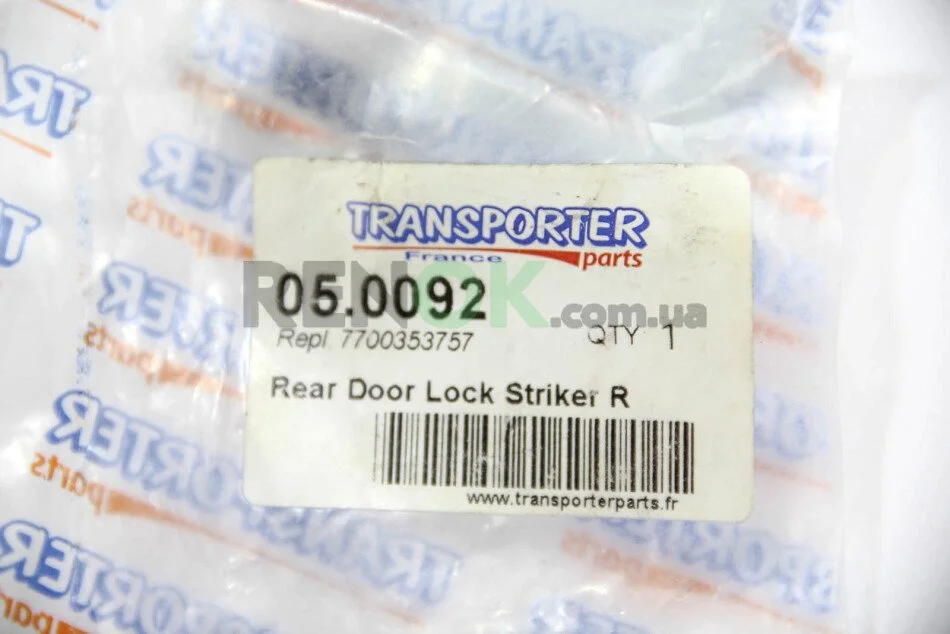 TRANSPORTER
France parts
RENOK.com.ua
05.0092
Repl. 7700353757
QTY 1
Rear Door Lock Striker R
www.transporterparts.fr